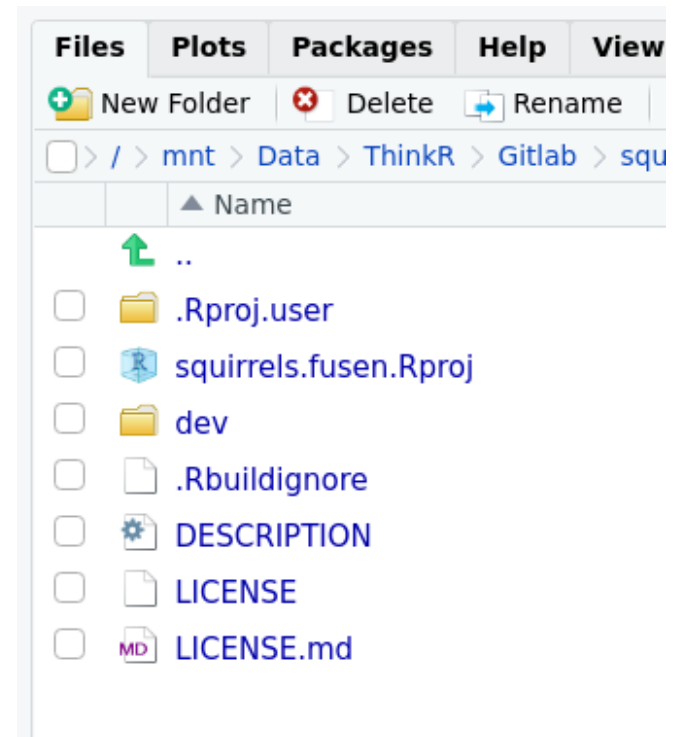 Files Plots Packages Help View
New Folder Delete Rename
/ > mnt > Data > ThinkR > Gitlab > squ
Name
..
.Rproj.user
R squirrels.fusen.Rproj
dev
.Rbuildignore
DESCRIPTION
LICENSE
MD LICENSE.md